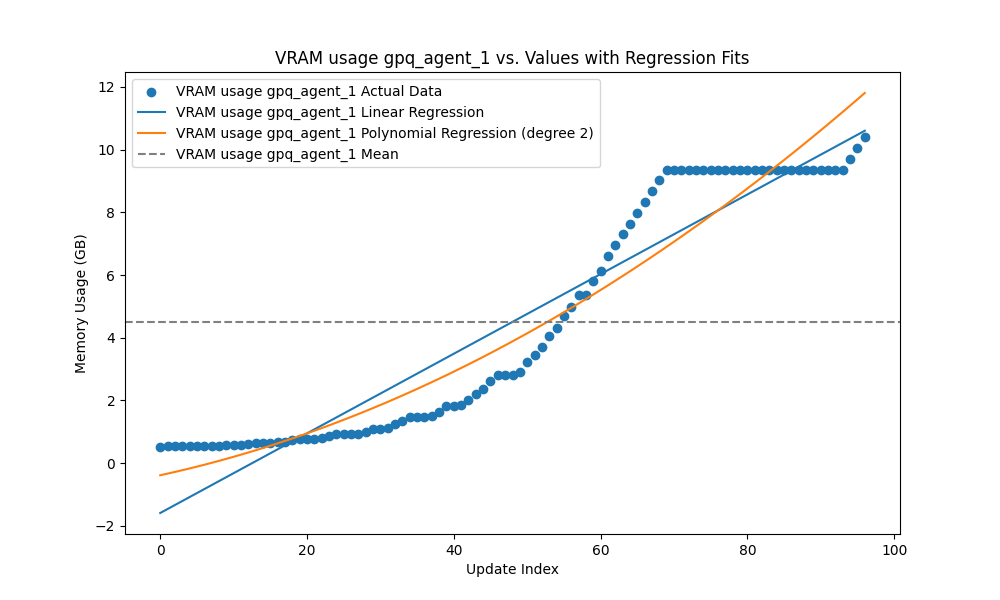 VRAM usage gpq_agent_1 vs. Values with Regression Fits
VRAM usage gpq_agent_1 Actual Data
VRAM usage gpq_agent_1 Linear Regression
VRAM usage gpq_agent_1 Polynomial Regression (degree 2)
VRAM usage gpq_agent_1 Mean
Memory Usage (GB)
12
10
8
6
4
2
0
−2
0 20 40 60 80 100
Update Index